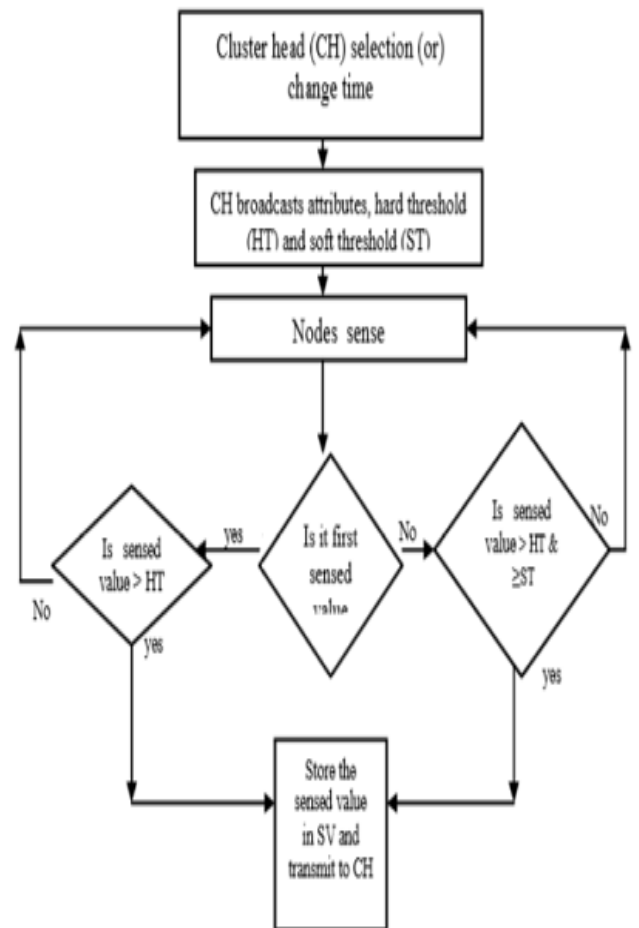 Cluster head (CH) selection (or)
change time
CH broadcasts attributes, hard threshold
(HT) and soft threshold (ST)
Nodes sense
Is sensed
value > HT
yes
Is it first
sensed
value
No
Is sensed
value > HT &
≥ST
No
No
yes
yes
Store the
sensed value
in SV and
transmit to CH